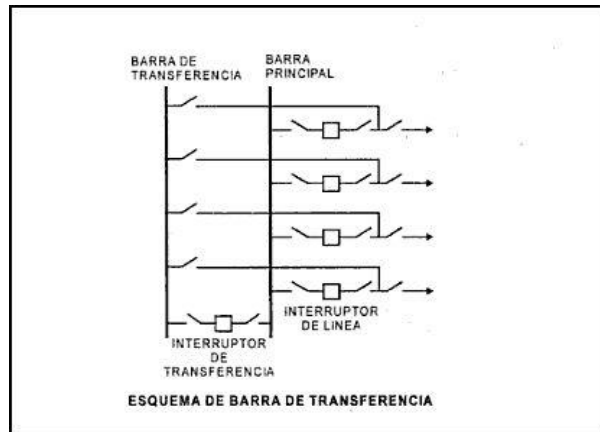 BARRA DE
TRANSFERENCIA
BARRA
PRINCIPAL
INTERRUPTOR
DE LINEA
INTERRUPTOR
DE
TRANSFERENCIA
ESQUEMA DE BARRA DE TRANSFERENCIA